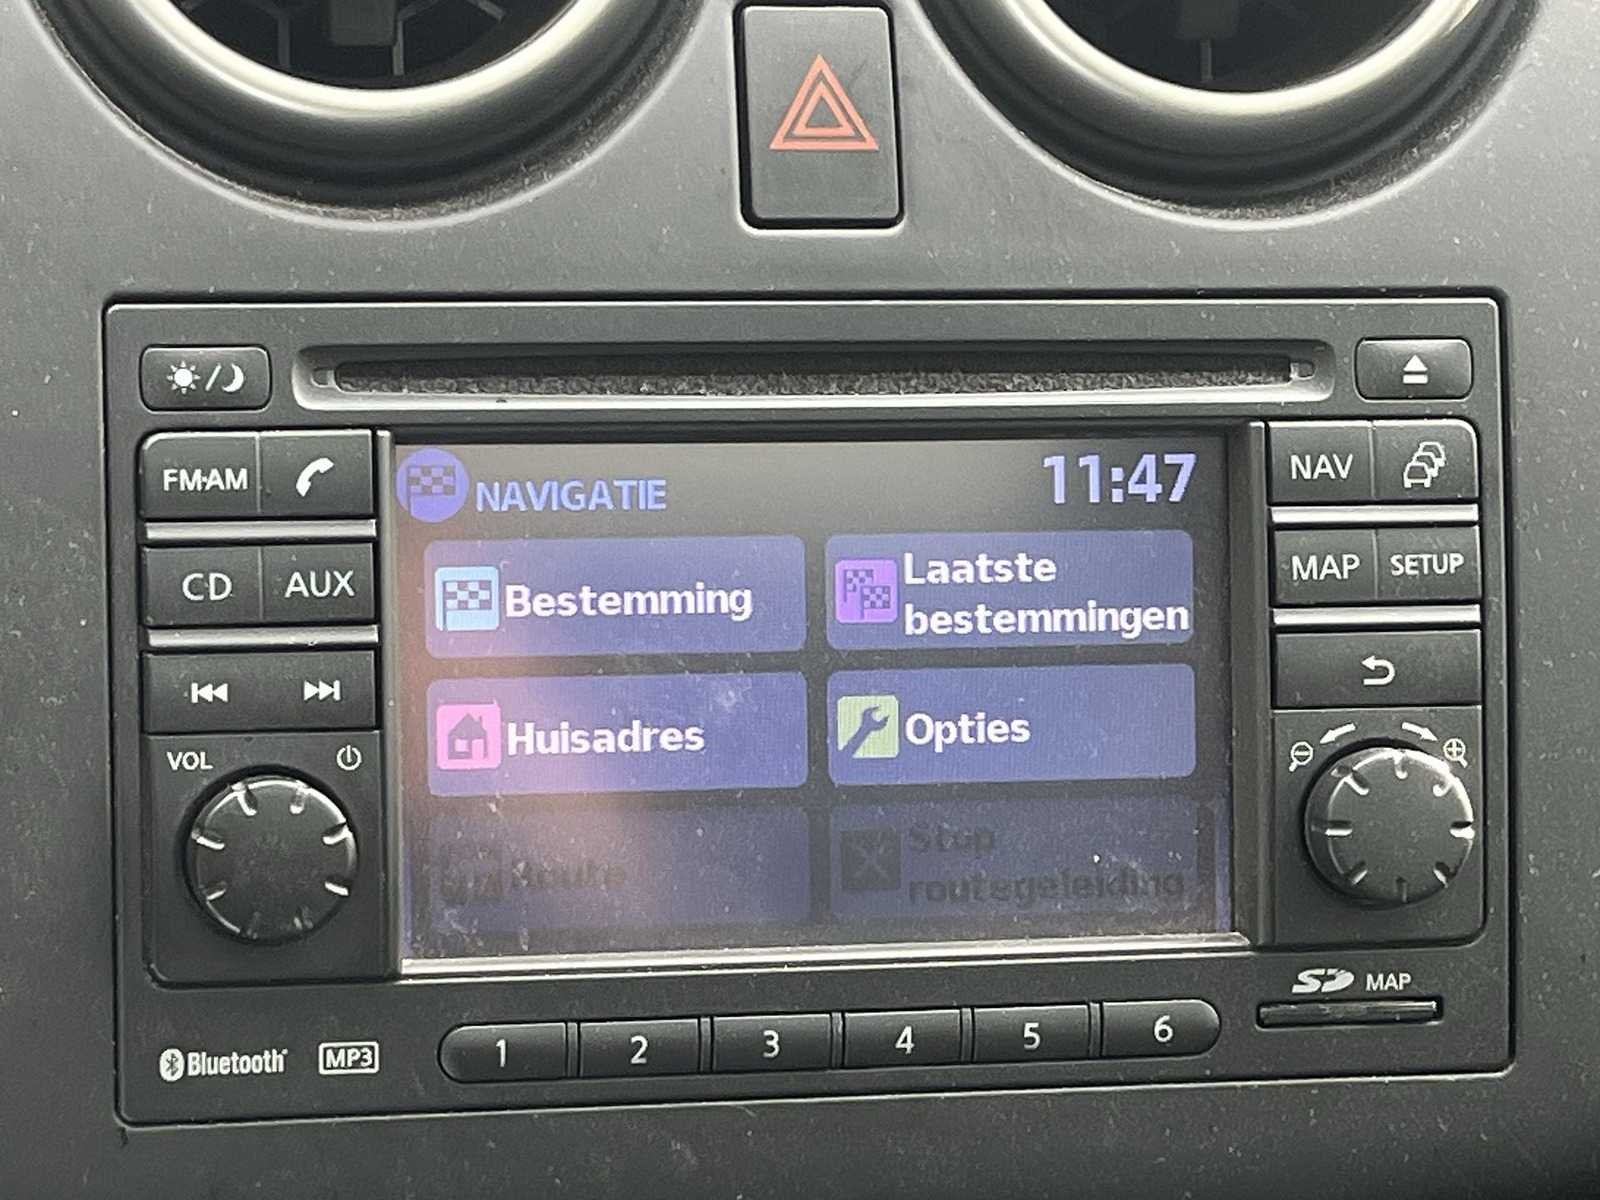 FM·AM
CD AUX
VOL
NAVIGATIE 11:47
Bestemming
Laatste
bestemmingen
Huisadres
Opties
Route
Stop
routegeleiding
NAV
MAP SETUP
SD MAP
Bluetooth®
MP3
1 2 3 4 5 6